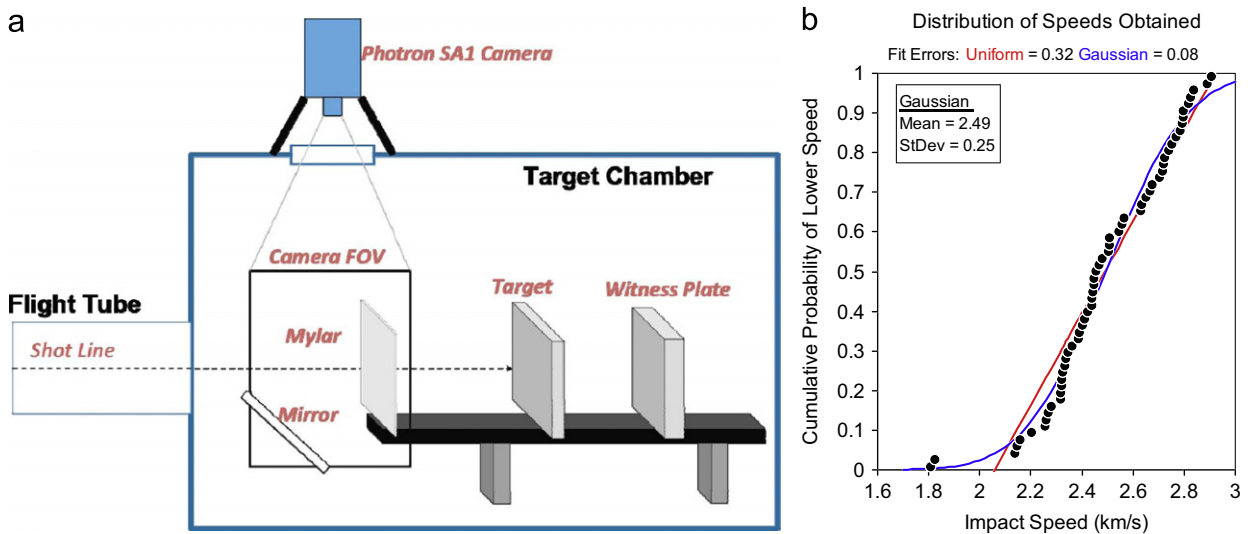 a
Photron SA1 Camera
Target Chamber
Camera FOV
Flight Tube
Shot Line
Mylar
Mirror
Target
Witness Plate
b
Distribution of Speeds Obtained
Fit Errors: Uniform = 0.32 Gaussian = 0.08
Gaussian
Mean = 2.49
StDev = 0.25
Cumulative Probability of Lower Speed
1
0.9
0.8
0.7
0.6
0.5
0.4
0.3
0.2
0.1
0
1.6 1.8 2 2.2 2.4 2.6 2.8 3
Impact Speed (km/s)